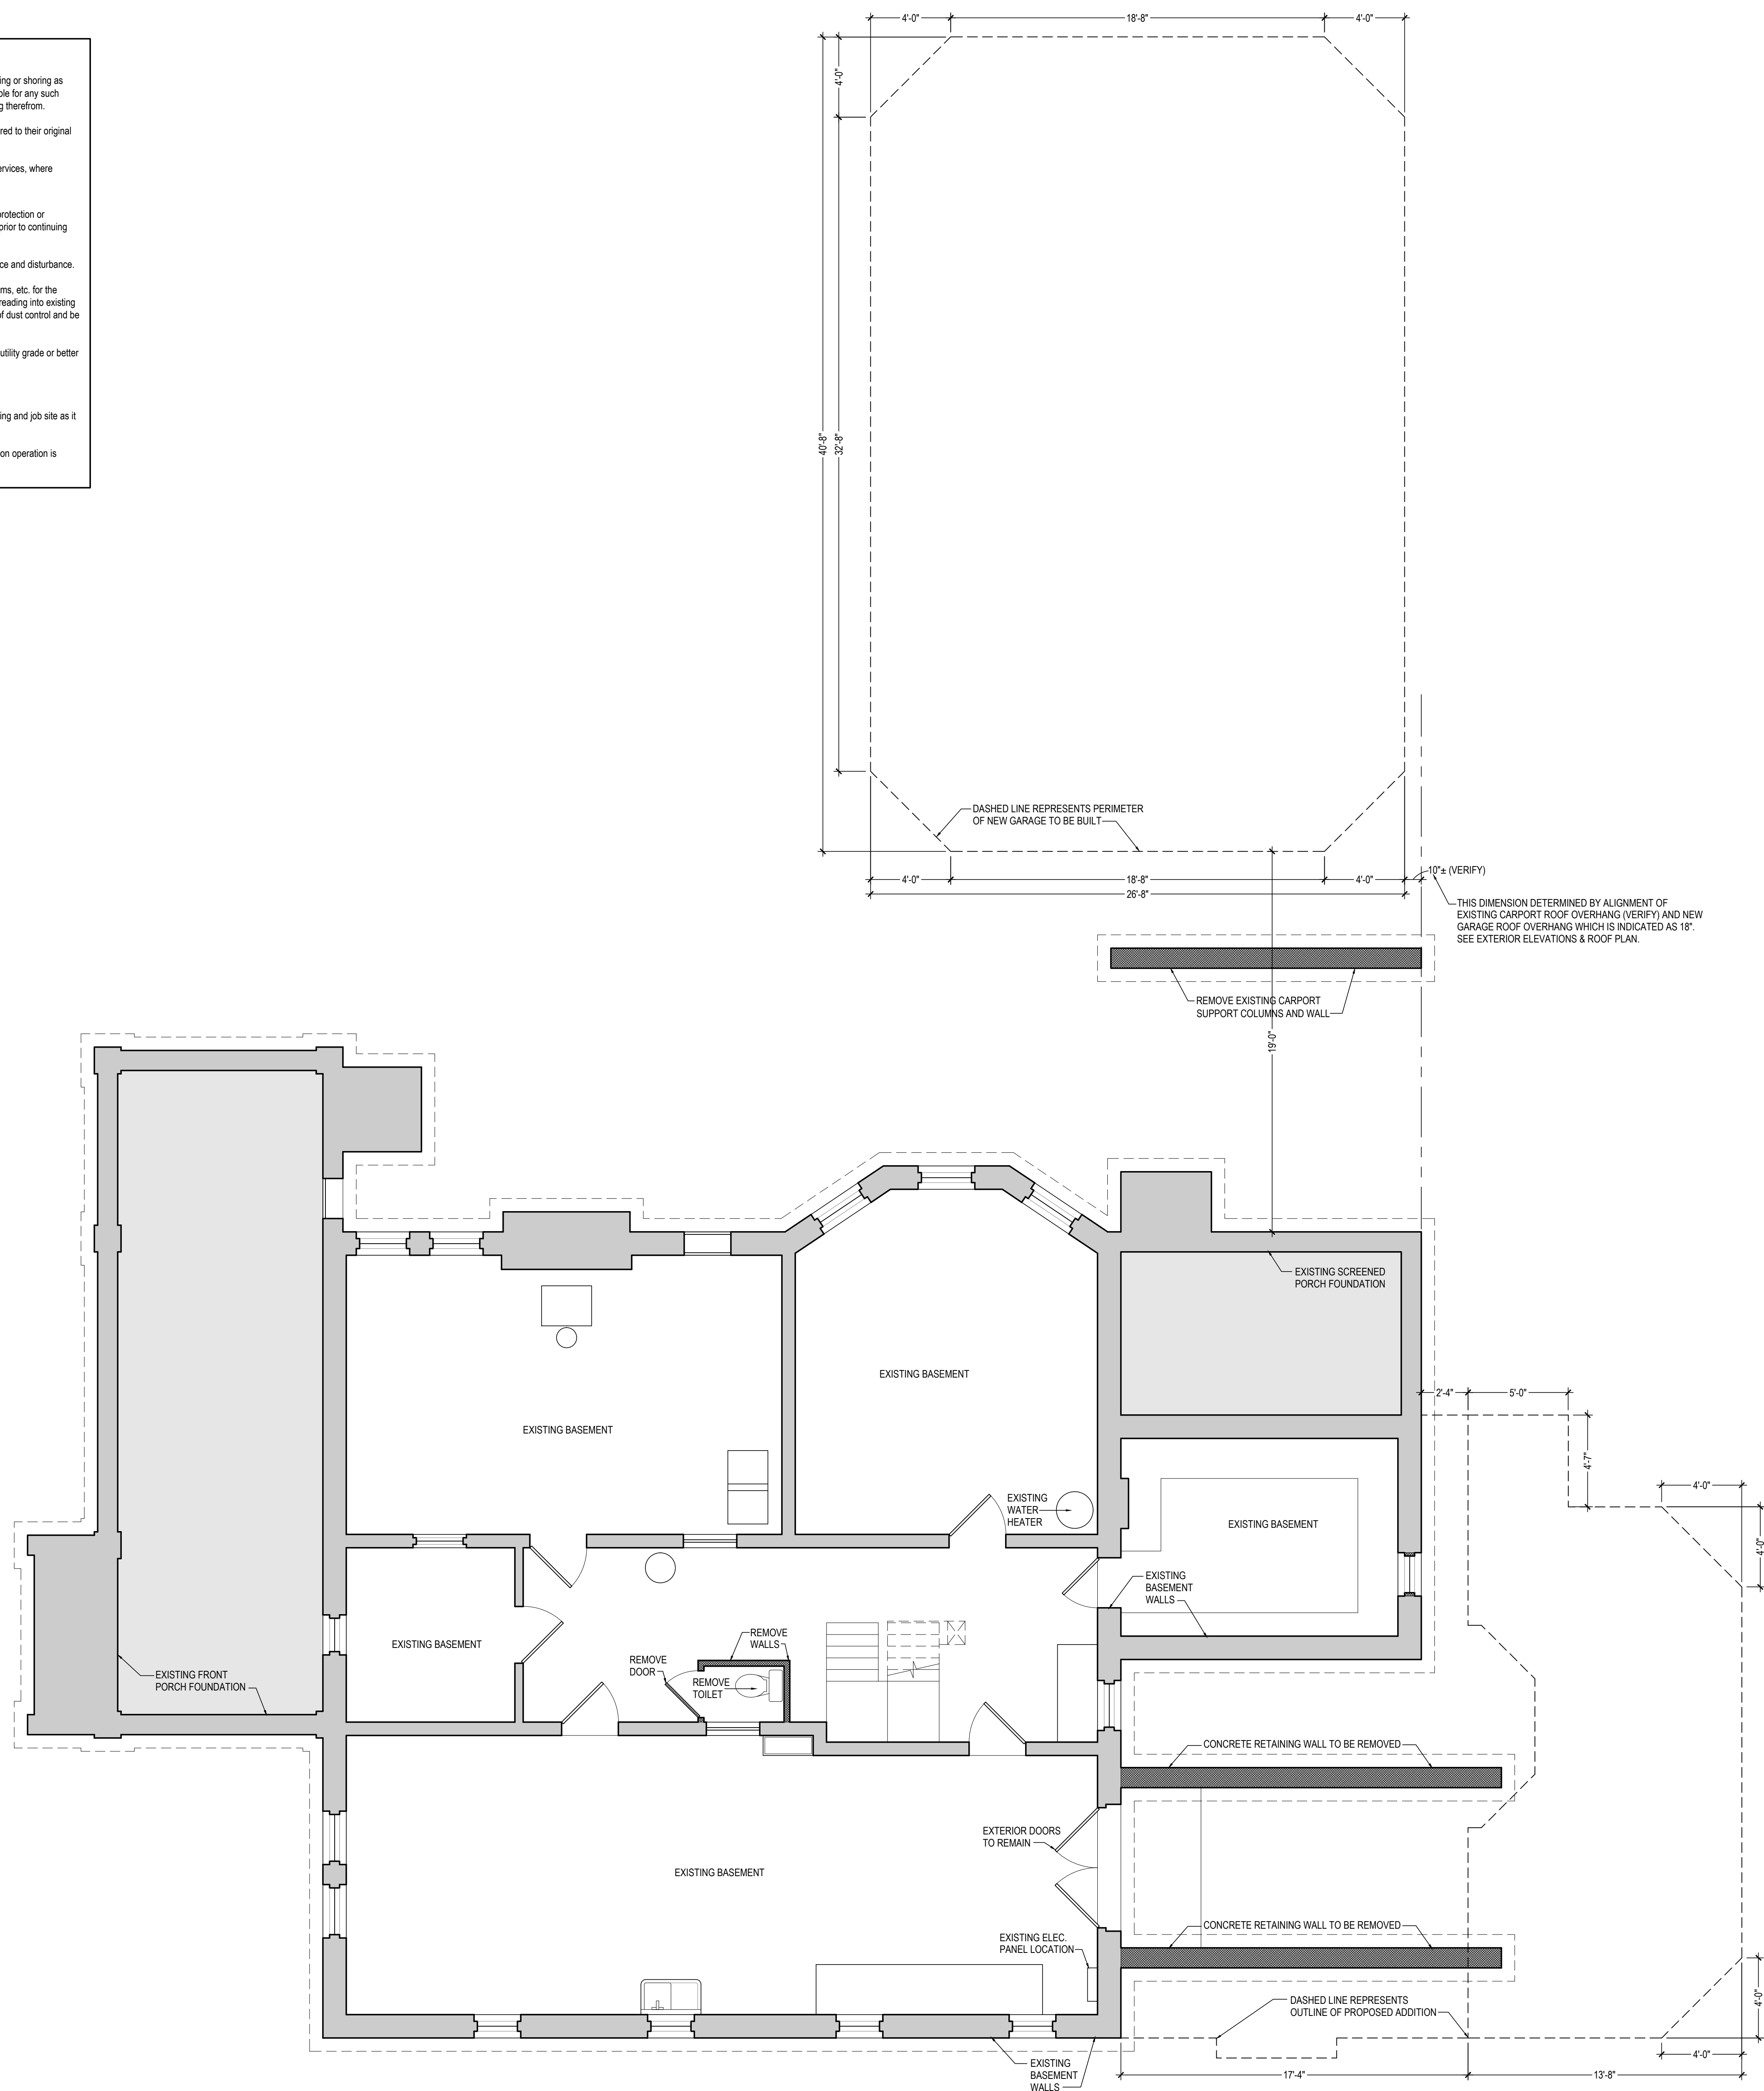 ing or shoring as
ble for any such
g therefrom.
red to their original
ervices, where
protection or
prior to continuing
ce and disturbance.
ms, etc. for the
reading into existing
of dust control and be
utility grade or better
ing and job site as it
on operation is
4'-0"
18'-8"
4'-0"
4'-0"
40'-8"
32'-8"
DASHED LINE REPRESENTS PERIMETER
OF NEW GARAGE TO BE BUILT
4'-0"
18'-8"
4'-0"
10"± (VERIFY)
26'-8"
THIS DIMENSION DETERMINED BY ALIGNMENT OF
EXISTING CARPORT ROOF OVERHANG (VERIFY) AND NEW
GARAGE ROOF OVERHANG WHICH IS INDICATED AS 18".
SEE EXTERIOR ELEVATIONS & ROOF PLAN.
REMOVE EXISTING CARPORT
SUPPORT COLUMNS AND WALL
19'-0"
EXISTING SCREENED
PORCH FOUNDATION
EXISTING BASEMENT
EXISTING BASEMENT
2'-4"
5'-0"
4'-7"
4'-0"
4'-0"
EXISTING
WATER
HEATER
EXISTING BASEMENT
EXISTING
BASEMENT
WALLS
EXISTING BASEMENT
REMOVE
WALLS
REMOVE
DOOR
REMOVE
TOILET
EXISTING FRONT
PORCH FOUNDATION
CONCRETE RETAINING WALL TO BE REMOVED
EXTERIOR DOORS
TO REMAIN
EXISTING BASEMENT
CONCRETE RETAINING WALL TO BE REMOVED
EXISTING ELEC.
PANEL LOCATION
DASHED LINE REPRESENTS
OUTLINE OF PROPOSED ADDITION
4'-0"
4'-0"
EXISTING
BASEMENT
WALLS
17'-4"
13'-8"